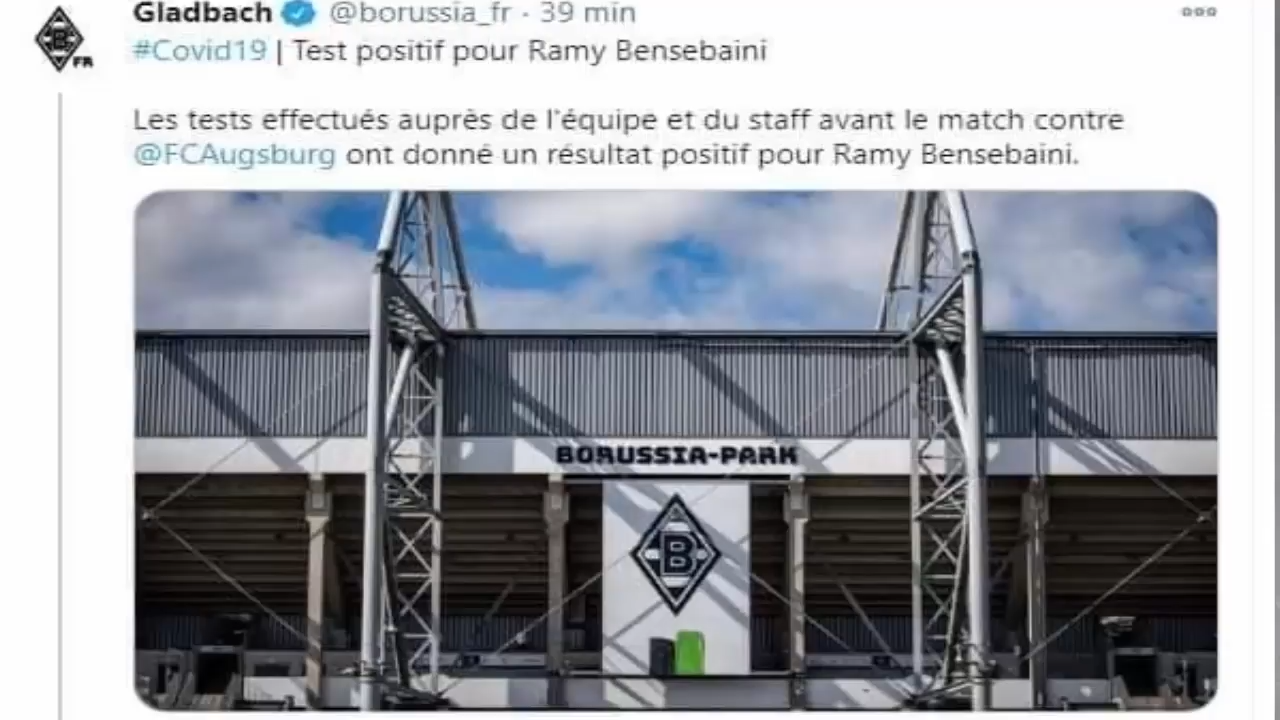 Gladbach @borussia_fr · 39 min
#Covid19 | Test positif pour Ramy Bensebaini
Les tests effectués auprès de l'équipe et du staff avant le match contre
@FCAugsburg ont donné un résultat positif pour Ramy Bensebaini.
BORUSSIA-PARK
B
B
FR